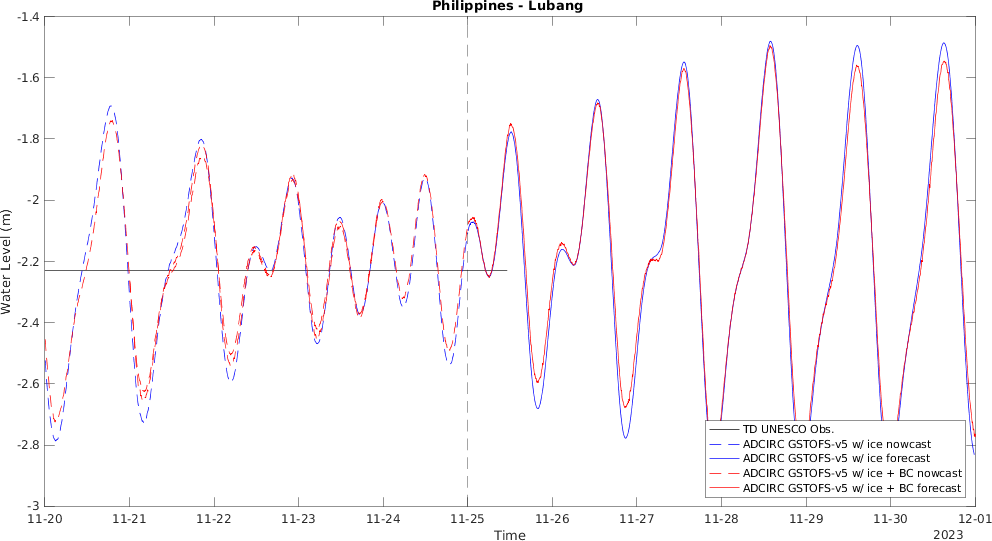 Philippines - Lubang
-1.4
-1.6
-1.8
-2
-2.2
-2.4
-2.6
-2.8
-3
Water Level (m)
TD UNESCO Obs.
ADCIRC GSTOFS-v5 w/ ice nowcast
ADCIRC GSTOFS-v5 w/ ice forecast
ADCIRC GSTOFS-v5 w/ ice + BC nowcast
ADCIRC GSTOFS-v5 w/ ice + BC forecast
11-20 11-21 11-22 11-23 11-24 11-25 11-26 11-27 11-28 11-29 11-30 12-01
Time
2023